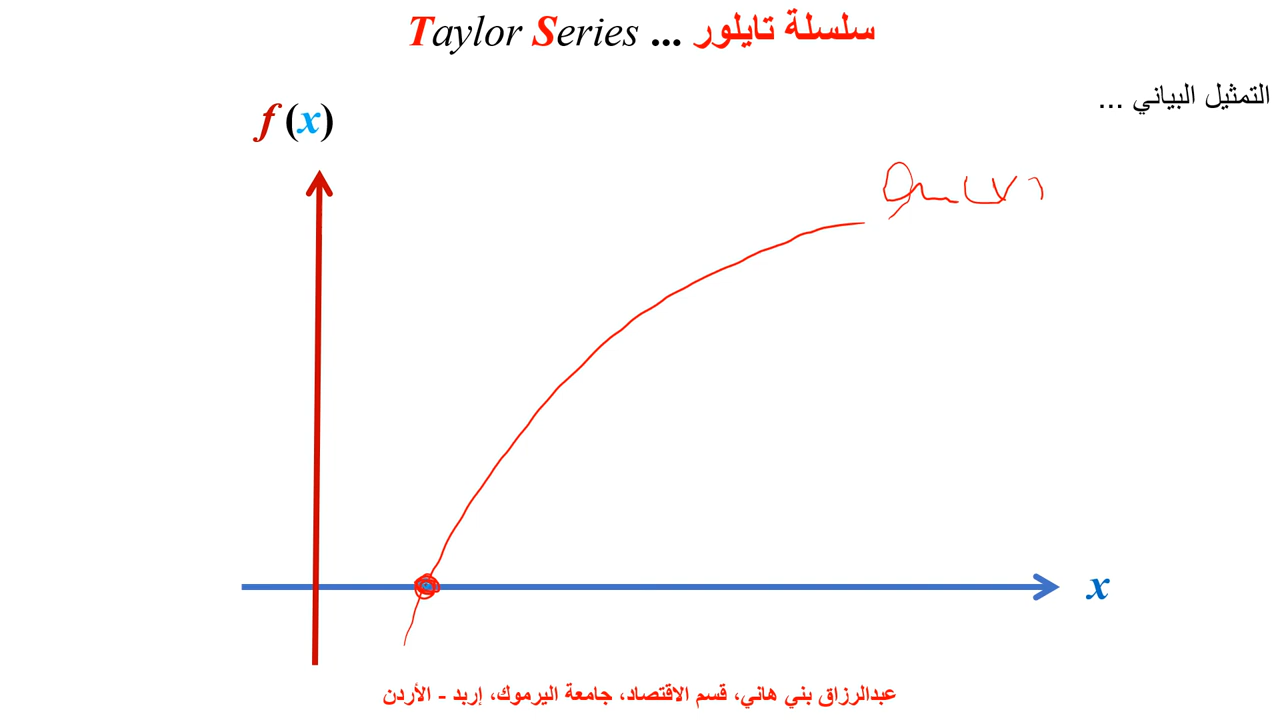 Taylor Series ... سلسلة تايلور
التمثيل البياني ...
f (x)
x
عبدالرزاق بني هاني، قسم الاقتصاد، جامعة اليرموك، إربد - الأردن